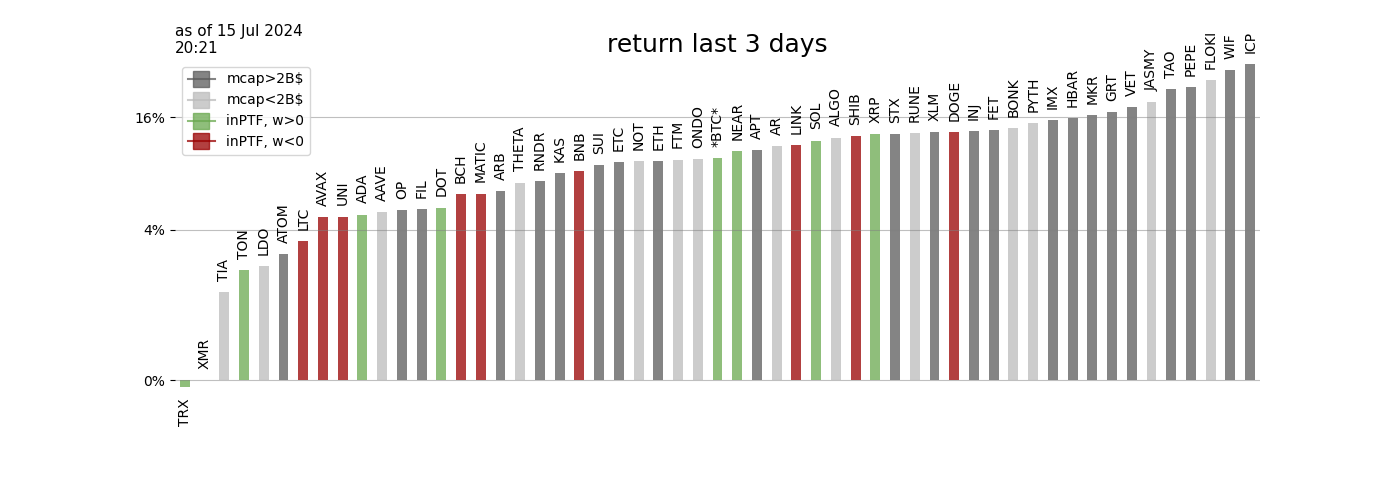 as of 15 Jul 2024
20:21
return last 3 days
mcap>2B$
mcap<2B$
inPTF, w>0
inPTF, w<0
16%
4%
0%
TRX
XMR
TIA
TON
LDO
ATOM
LTC
AVAX
UNI
ADA
AAVE
OP
FIL
DOT
BCH
MATIC
ARB
THETA
RNDR
KAS
BNB
SUI
ETC
NOT
ETH
FTM
ONDO
*BTC*
NEAR
APT
AR
LINK
SOL
ALGO
SHIB
XRP
STX
RUNE
XLM
DOGE
INJ
FET
BONK
PYTH
IMX
HBAR
MKR
GRT
VET
JASMY
TAO
PEPE
FLOKI
WIF
ICP